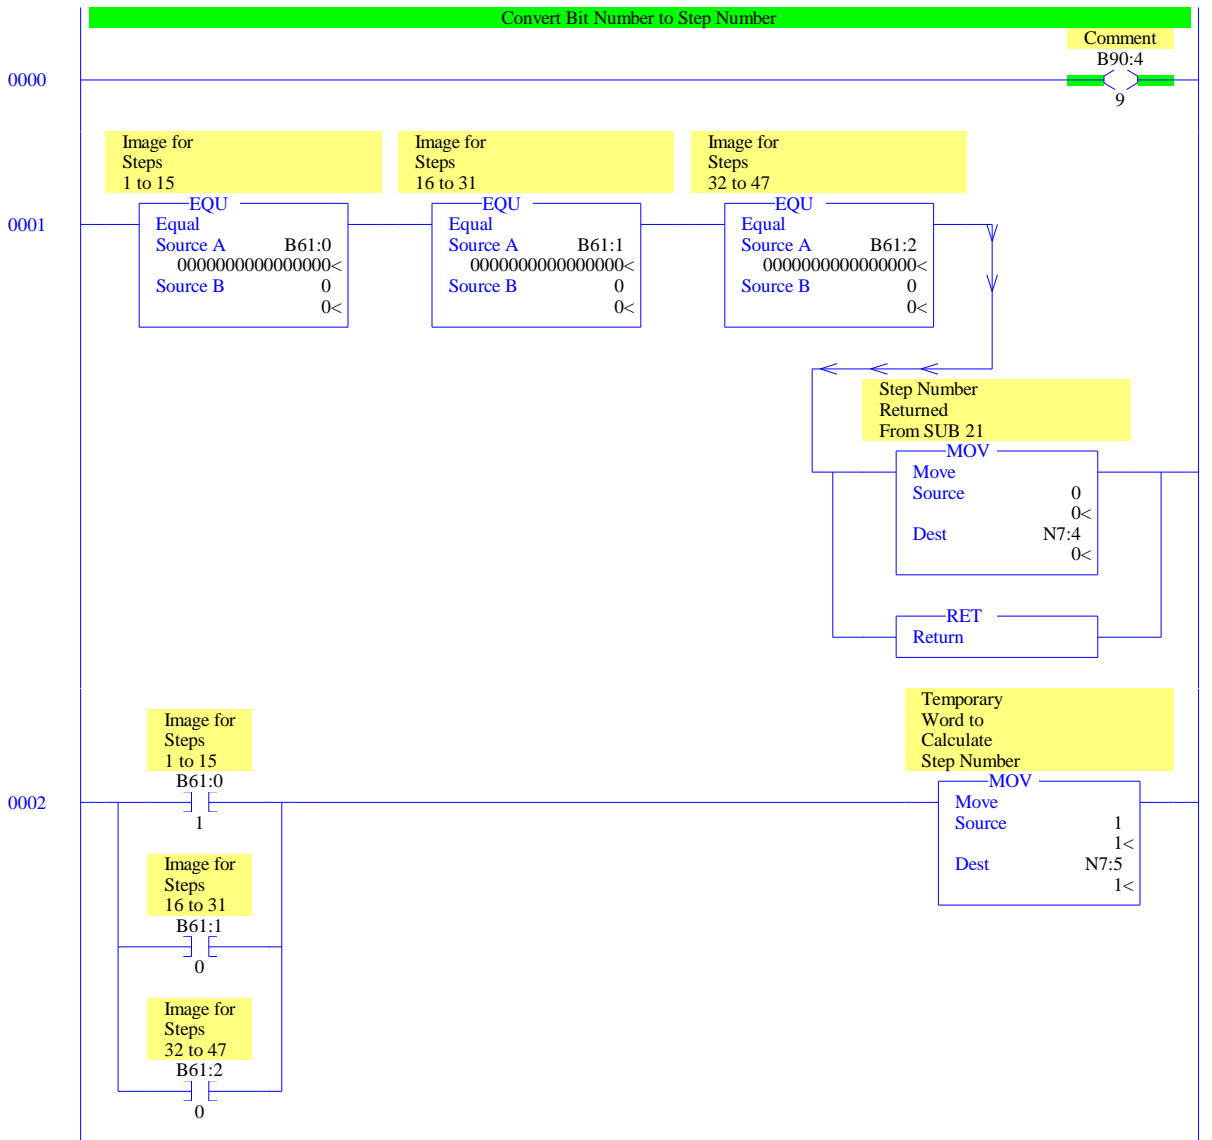 Convert Bit Number to Step Number
Comment
B90:4
0000
9
Image for
Steps
1 to 15
Image for
Steps
16 to 31
Image for
Steps
32 to 47
0001
EQU
Equal
Source A B61:0
0000000000000000<
Source B 0
0<
EQU
Equal
Source A B61:1
0000000000000000<
Source B 0
0<
EQU
Equal
Source A B61:2
0000000000000000<
Source B 0
0<
Step Number
Returned
From SUB 21
MOV
Move
Source 0
0<
Dest N7:4
0<
RET
Return
0002
Image for
Steps
1 to 15
B61:0
1
Image for
Steps
16 to 31
B61:1
0
Image for
Steps
32 to 47
B61:2
0
Temporary
Word to
Calculate
Step Number
MOV
Move
Source 1
1<
Dest N7:5
1<